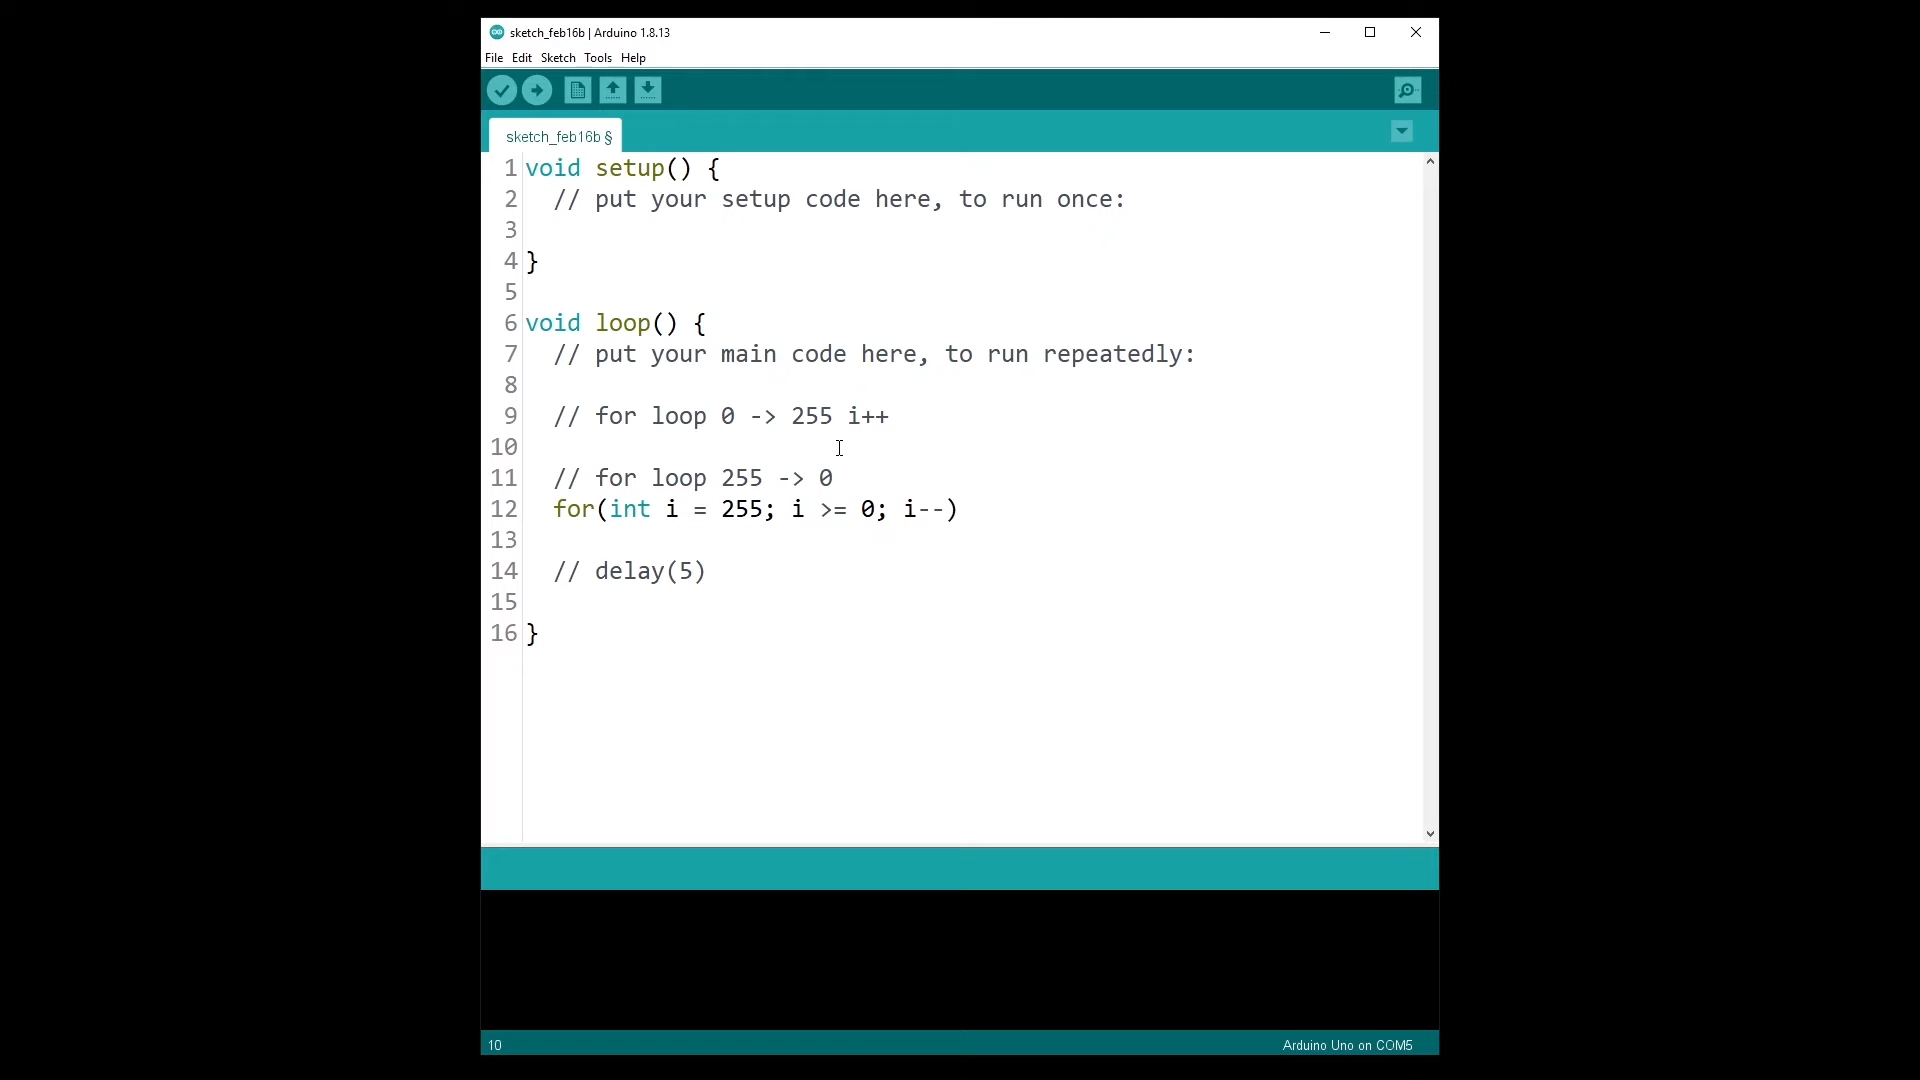 sketch_feb16b | Arduino 1.8.13
File Edit Sketch Tools Help
sketch_feb16b §
1 void setup() {
2 // put your setup code here, to run once:
3
4 }
5
6 void loop() {
7 // put your main code here, to run repeatedly:
8
9 // for loop 0 -> 255 i++
10
11 // for loop 255 -> 0
12 for(int i = 255; i >= 0; i--)
13
14 // delay(5)
15
16 }
10 Arduino Uno on COM5